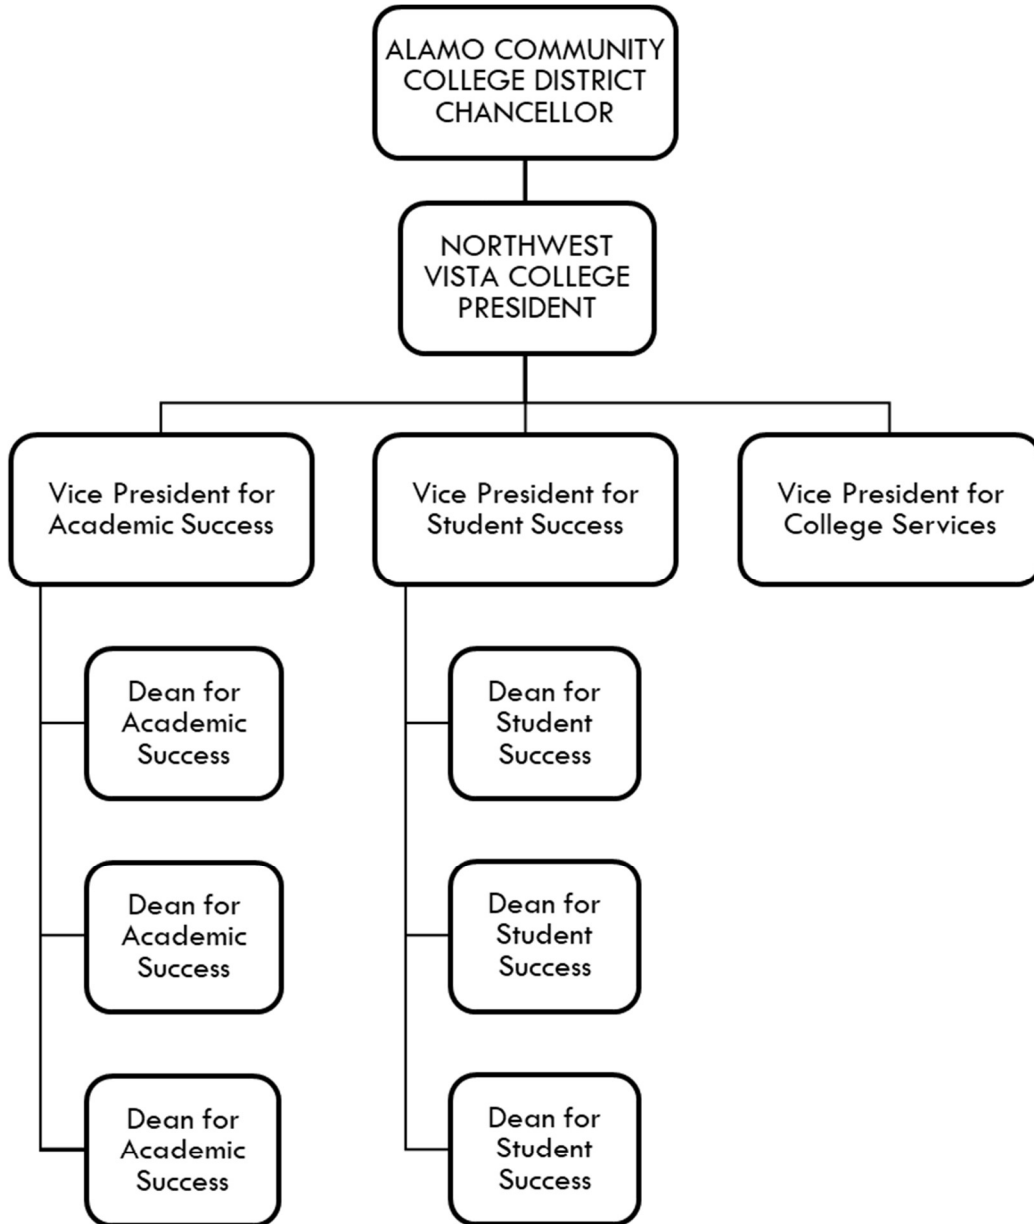 ALAMO COMMUNITY
COLLEGE DISTRICT
CHANCELLOR
NORTHWEST
VISTA COLLEGE
PRESIDENT
Vice President for
Academic Success
Vice President for
Student Success
Vice President for
College Services
Dean for
Academic
Success
Dean for
Student
Success
Dean for
Academic
Success
Dean for
Student
Success
Dean for
Academic
Success
Dean for
Student
Success